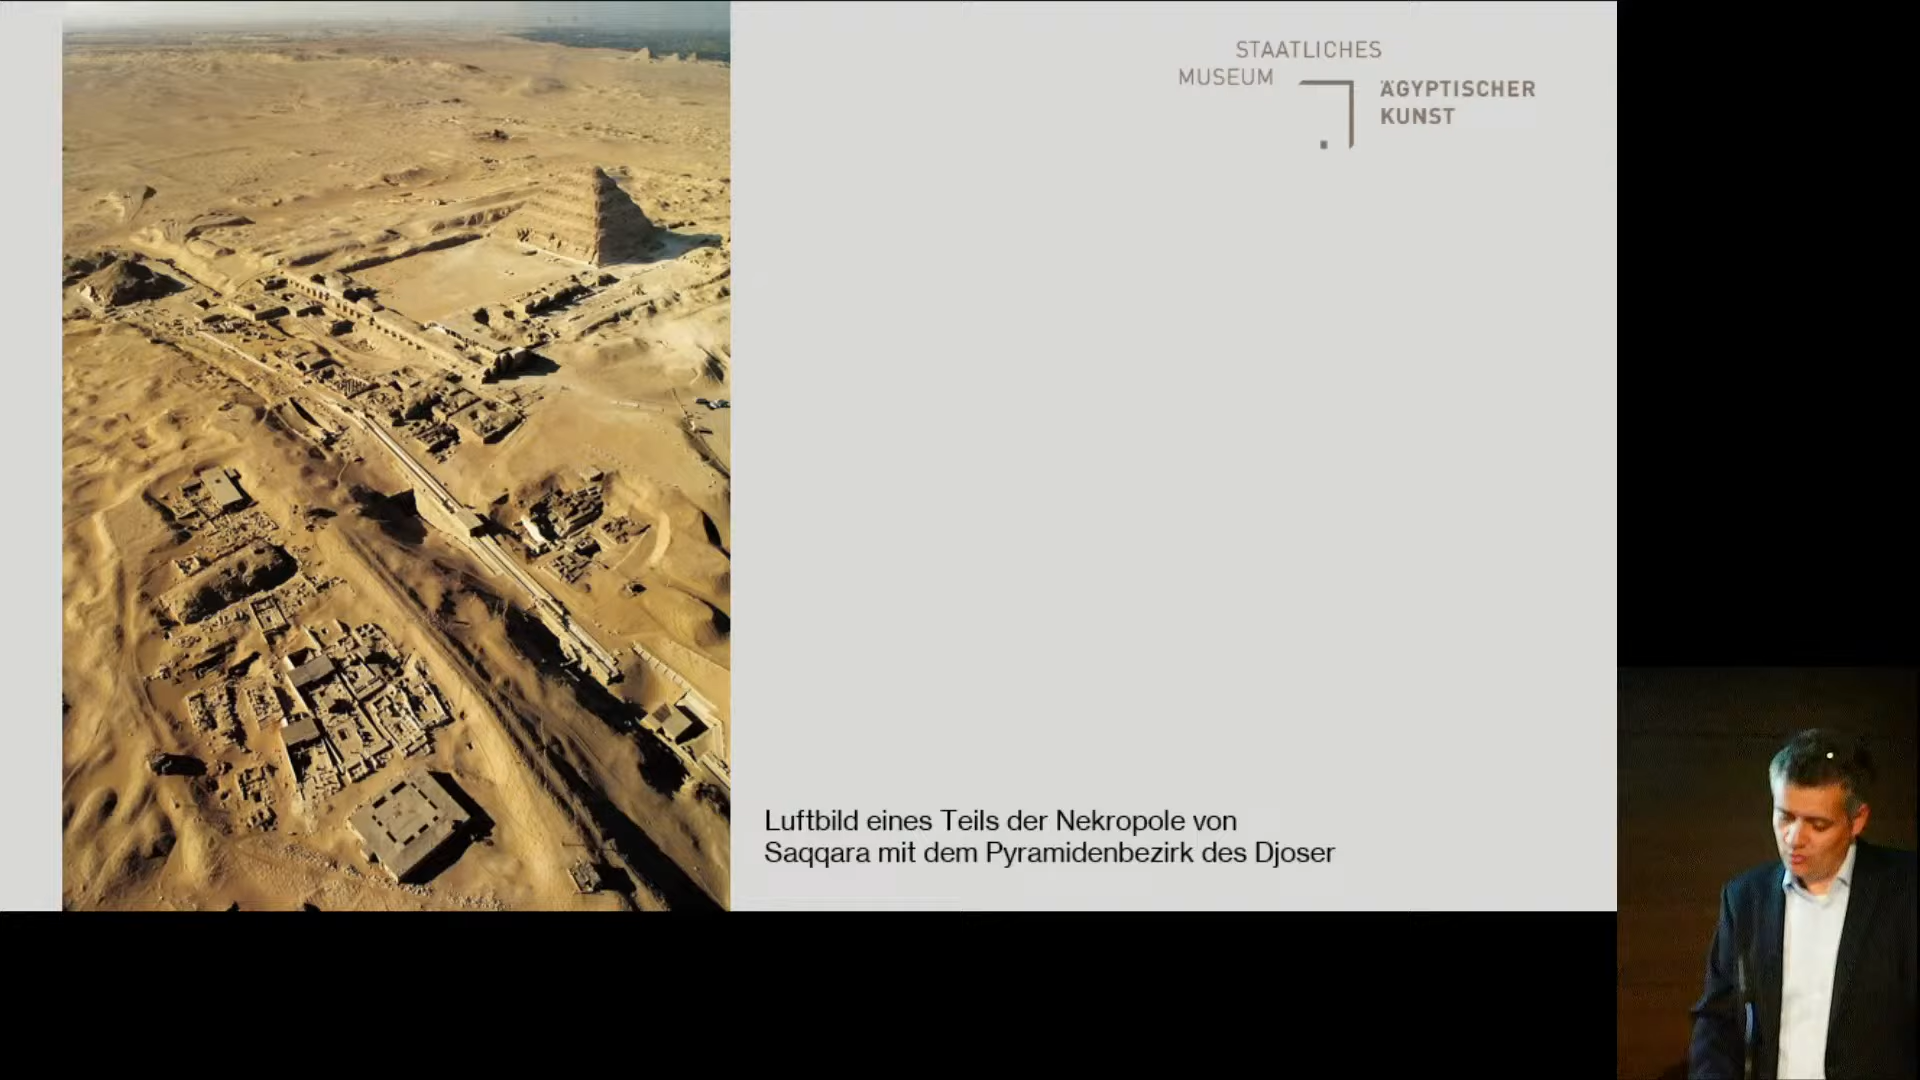 STAATLICHES
MUSEUM
ÄGYPTISCHER
KUNST
Luftbild eines Teils der Nekropole von
Saqqara mit dem Pyramidenbezirk des Djoser